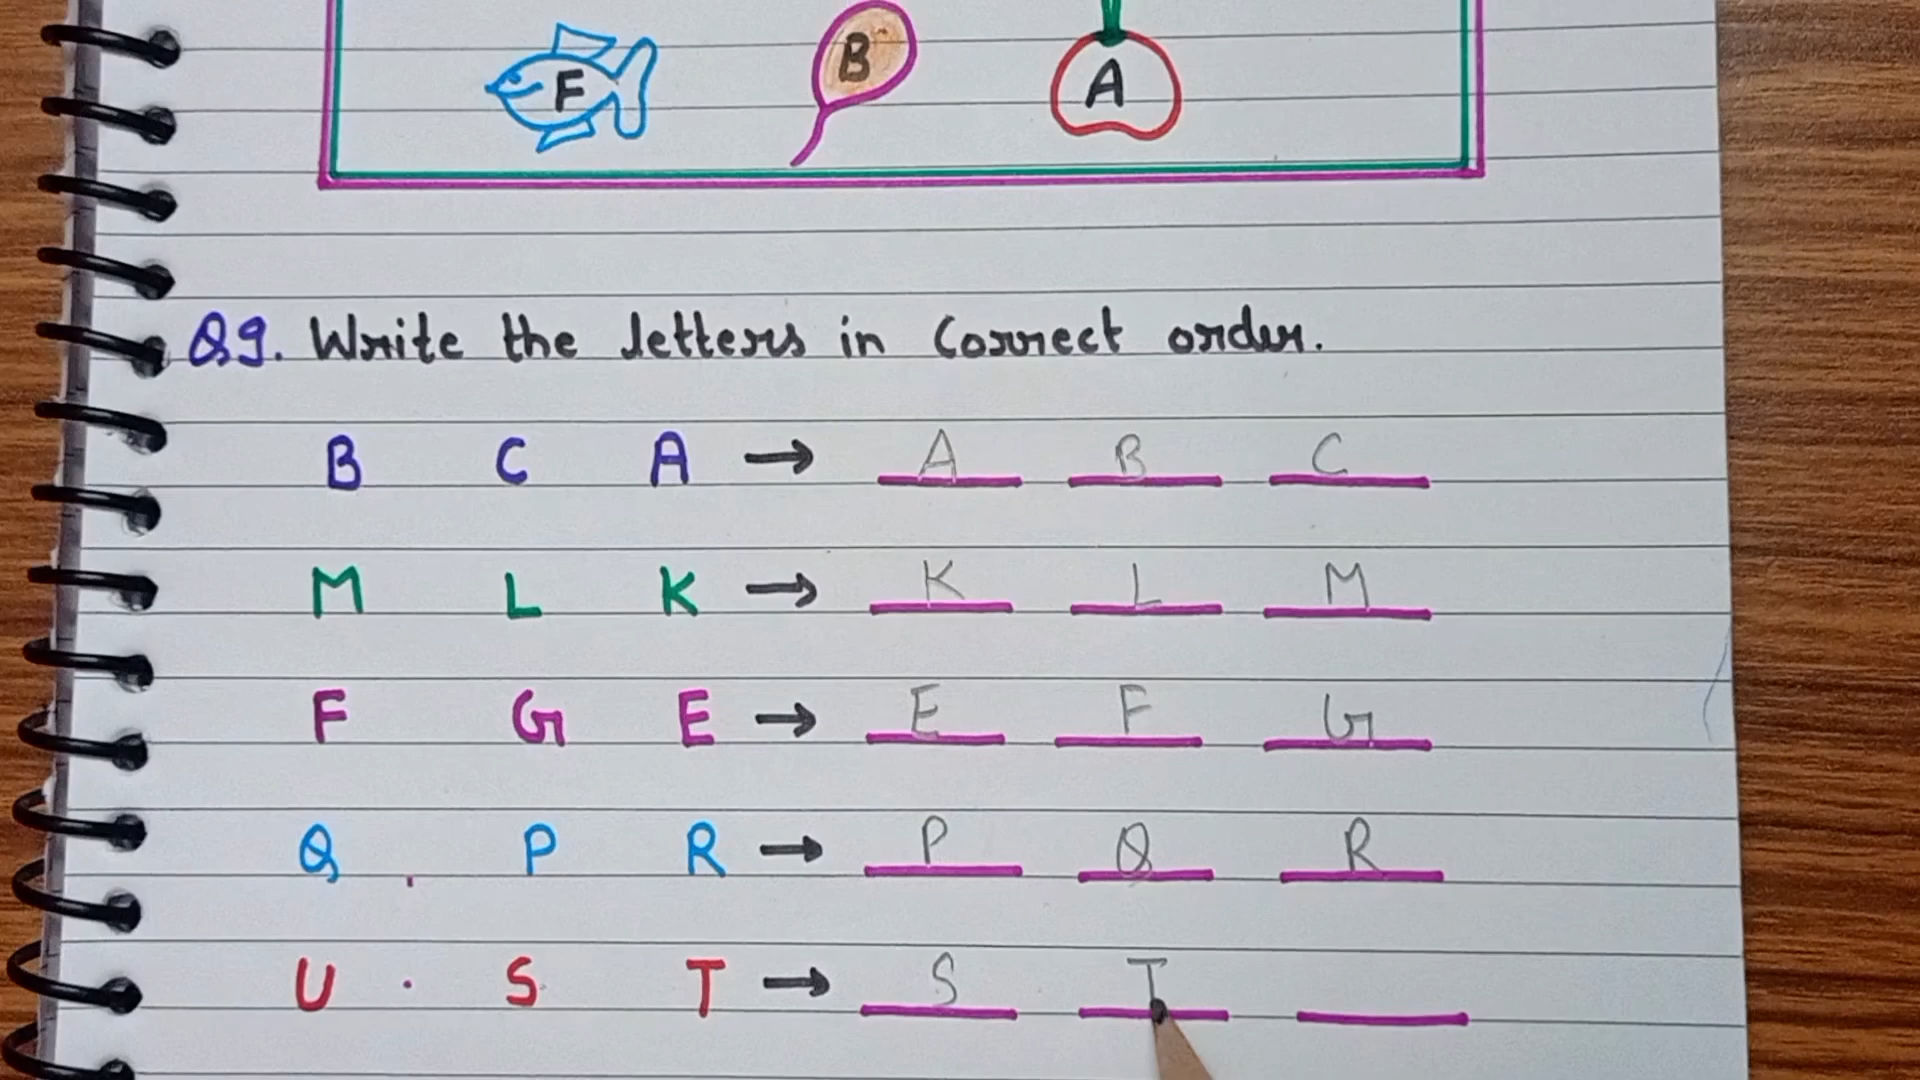 F B A
Q9. Write the letters in Correct order.
B C A → A B C
M L K → K L M
F G E → E F G
Q . P R → P Q R
U . S T → S T